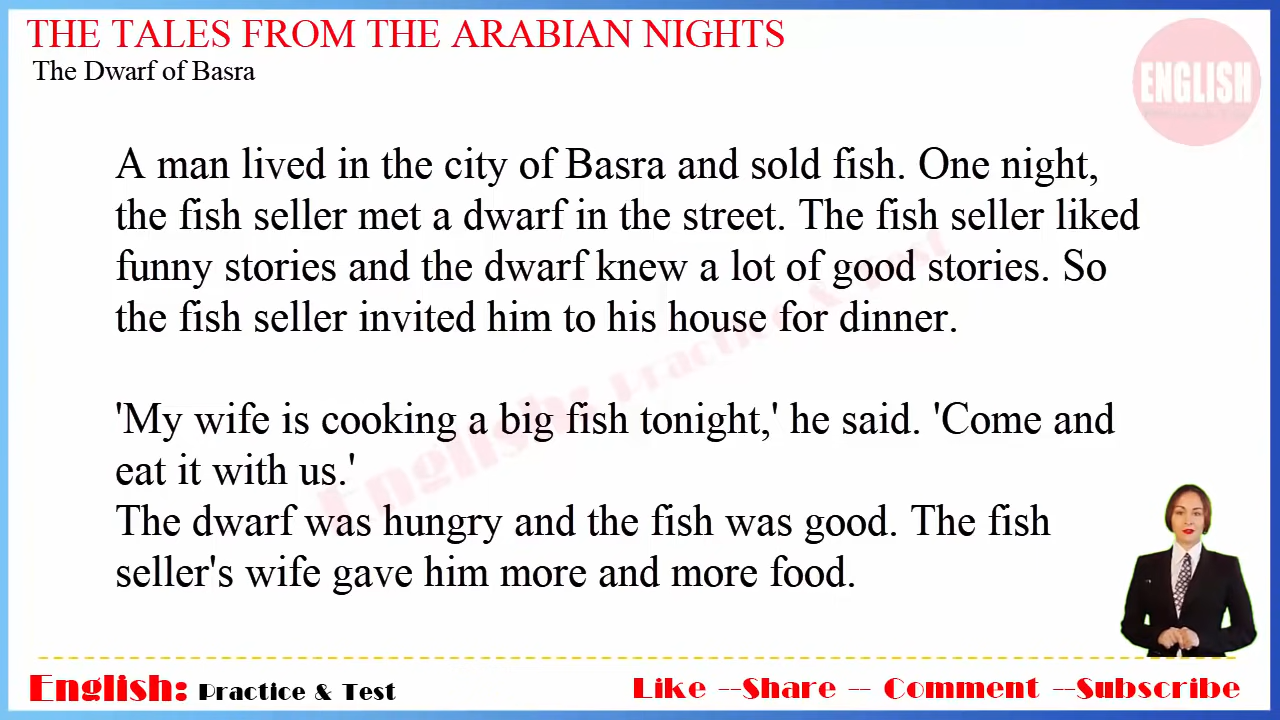 THE TALES FROM THE ARABIAN NIGHTS
The Dwarf of Basra
ENGLISH
A man lived in the city of Basra and sold fish. One night,
the fish seller met a dwarf in the street. The fish seller liked
funny stories and the dwarf knew a lot of good stories. So
the fish seller invited him to his house for dinner.
'My wife is cooking a big fish tonight,' he said. 'Come and
eat it with us.'
The dwarf was hungry and the fish was good. The fish
seller's wife gave him more and more food.
English: Practice & Test
English: Practice & Test
Like --Share -- Comment --Subscribe